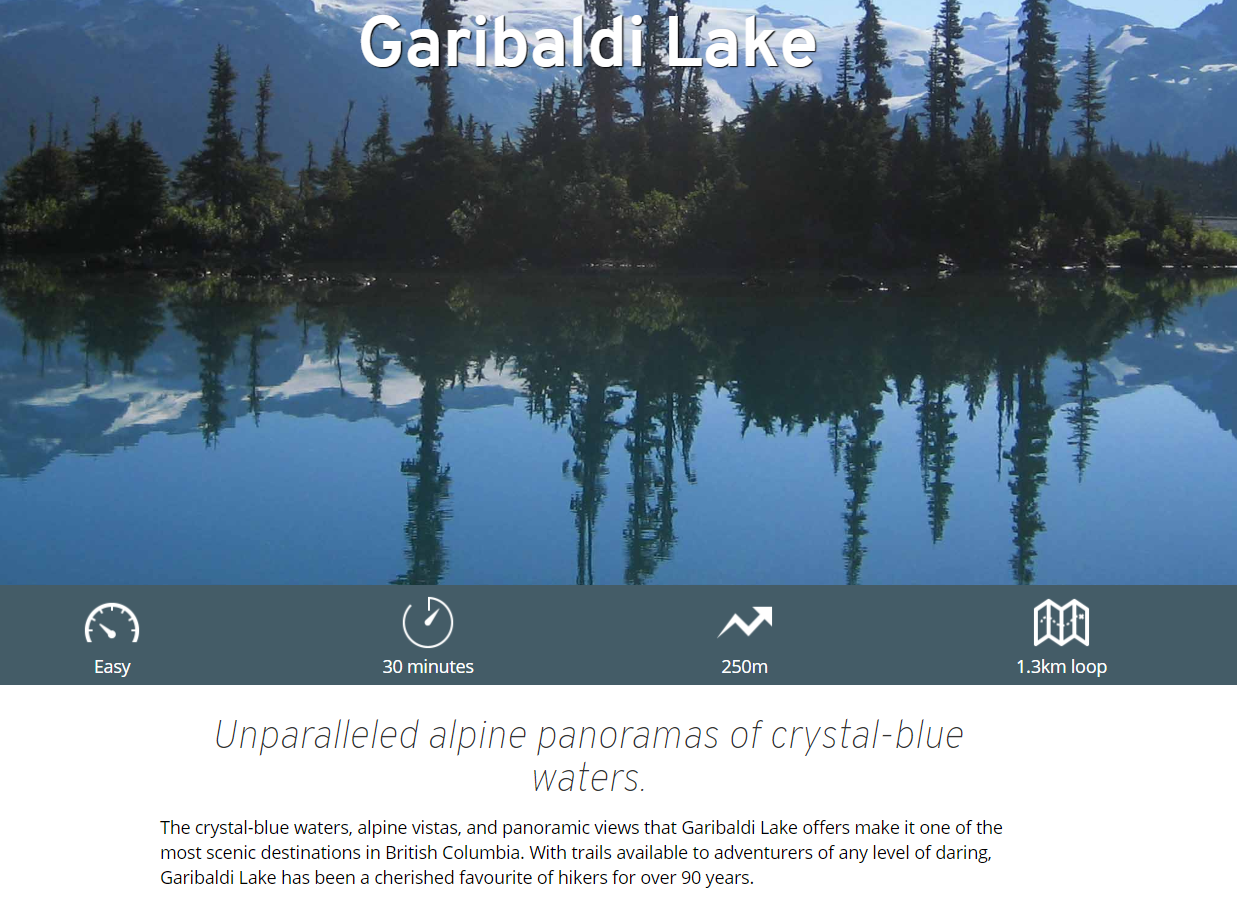 Garibaldi Lake
Easy
30 minutes
250m
1.3km loop
Unparalleled alpine panoramas of crystal-blue
waters.
The crystal-blue waters, alpine vistas, and panoramic views that Garibaldi Lake offers make it one of the
most scenic destinations in British Columbia. With trails available to adventurers of any level of daring,
Garibaldi Lake has been a cherished favourite of hikers for over 90 years.